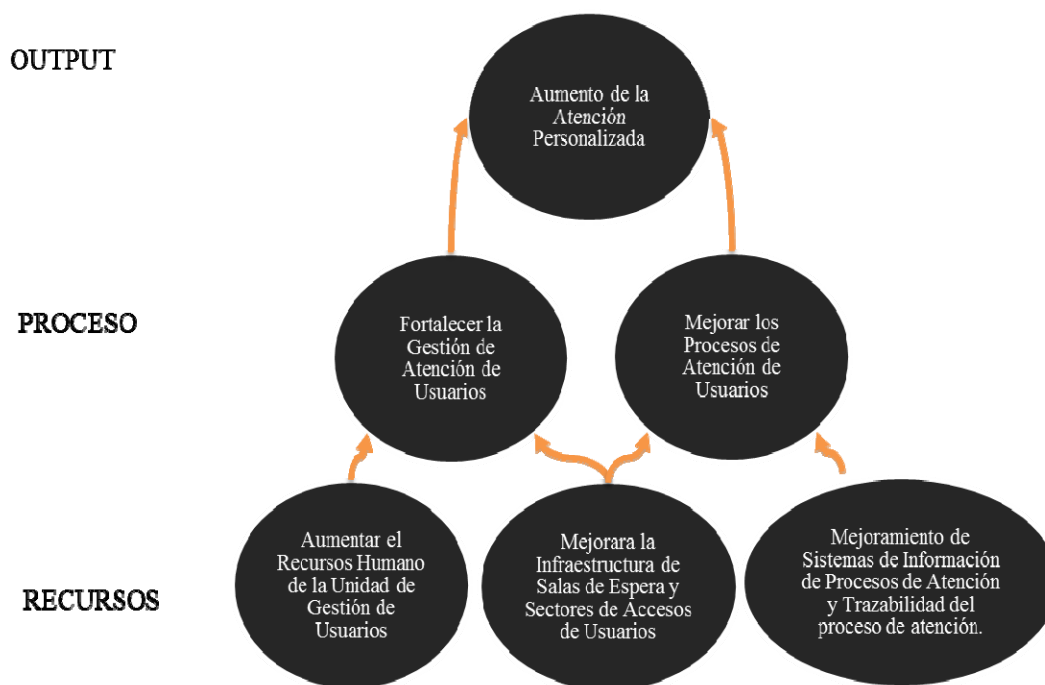 OUTPUT
Aumento de la
Atención
Personalizada
PROCESO
Fortalecer la
Gestión de
Atención de
Usuarios
Mejorar los
Procesos de
Atención de
Usuarios
RECURSOS
Aumentar el
Recursos Humano
de la Unidad de
Gestión de
Usuarios
Mejorara la
Infraestructura de
Salas de Espera y
Sectores de Accesos
de Usuarios
Mejoramiento de
Sistemas de Información
de Procesos de Atención
y Trazabilidad del
proceso de atención.